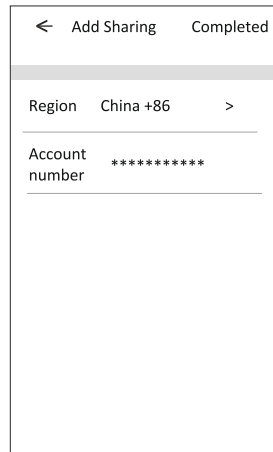 ← Add Sharing Completed
Region China +86 >
Account
number ***********